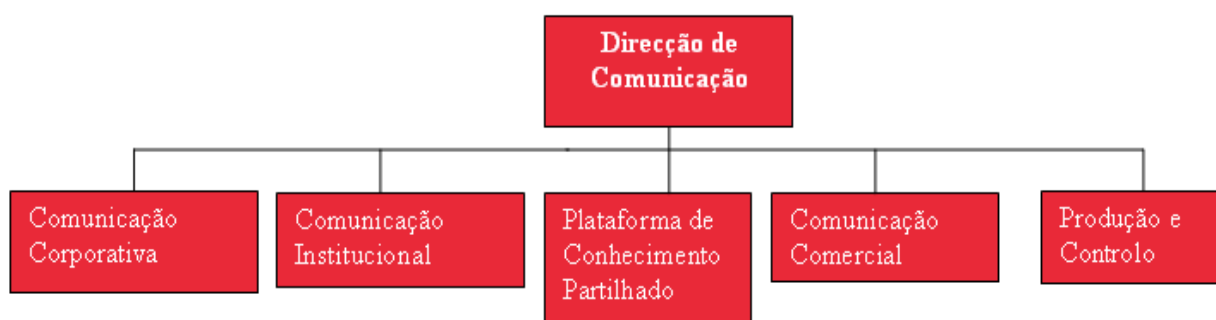 Direcção de
Comunicação
Comunicação
Corporativa
Comunicação
Institucional
Plataforma de
Conhecimento
Partilhado
Comunicação
Comercial
Produção e
Controlo